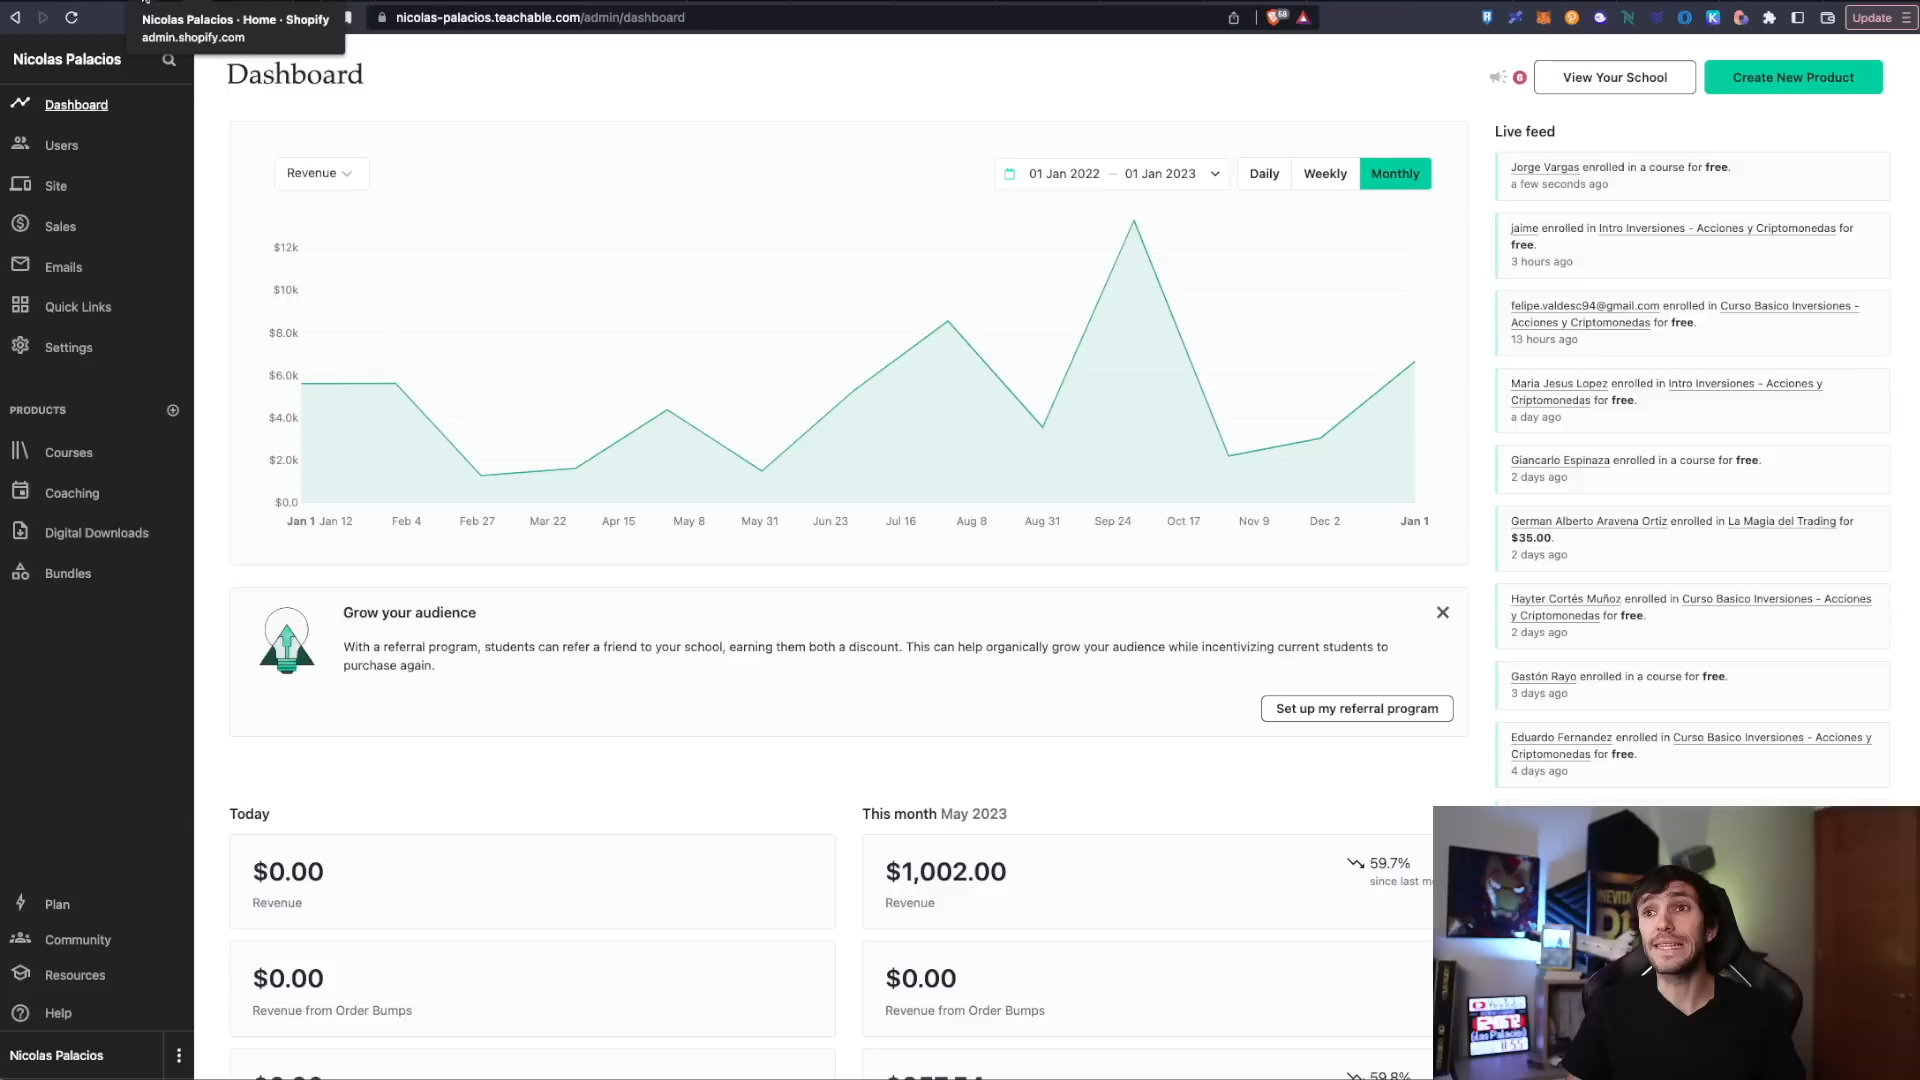 Nicolas Palacios · Home · Shopify
admin.shopify.com
nicolas-palacios.teachable.com/admin/dashboard
58
Update
Nicolas Palacios
Dashboard
Users
Site
Sales
Emails
Quick Links
Settings
PRODUCTS
Courses
Coaching
Digital Downloads
Bundles
Plan
Community
Resources
Help
Nicolas Palacios
Dashboard
6
View Your School
Create New Product
Revenue
01 Jan 2022 — 01 Jan 2023
Daily
Weekly
Monthly
$12k
$10k
$8.0k
$6.0k
$4.0k
$2.0k
$0.0
Jan 1 Jan 12 Feb 4 Feb 27 Mar 22 Apr 15 May 8 May 31 Jun 23 Jul 16 Aug 8 Aug 31 Sep 24 Oct 17 Nov 9 Dec 2 Jan 1
Grow your audience
With a referral program, students can refer a friend to your school, earning them both a discount. This can help organically grow your audience while incentivizing current students to
purchase again.
Set up my referral program
Today
$0.00
Revenue
$0.00
Revenue from Order Bumps
This month May 2023
$1,002.00
Revenue
59.7%
since last
$0.00
Revenue from Order Bumps
59.8%
Live feed
Jorge Vargas enrolled in a course for free.
a few seconds ago
jaime enrolled in Intro Inversiones - Acciones y Criptomonedas for
free.
3 hours ago
felipe.valdesc94@gmail.com enrolled in Curso Basico Inversiones -
Acciones y Criptomonedas for free.
13 hours ago
Maria Jesus Lopez enrolled in Intro Inversiones - Acciones y
Criptomonedas for free.
a day ago
Giancarlo Espinaza enrolled in a course for free.
2 days ago
German Alberto Aravena Ortiz enrolled in La Magia del Trading for
$35.00.
2 days ago
Hayter Cortés Muñoz enrolled in Curso Basico Inversiones - Acciones
y Criptomonedas for free.
2 days ago
Gastón Rayo enrolled in a course for free.
3 days ago
Eduardo Fernandez enrolled in Curso Basico Inversiones - Acciones y
Criptomonedas for free.
4 days ago
YouTube
11:55